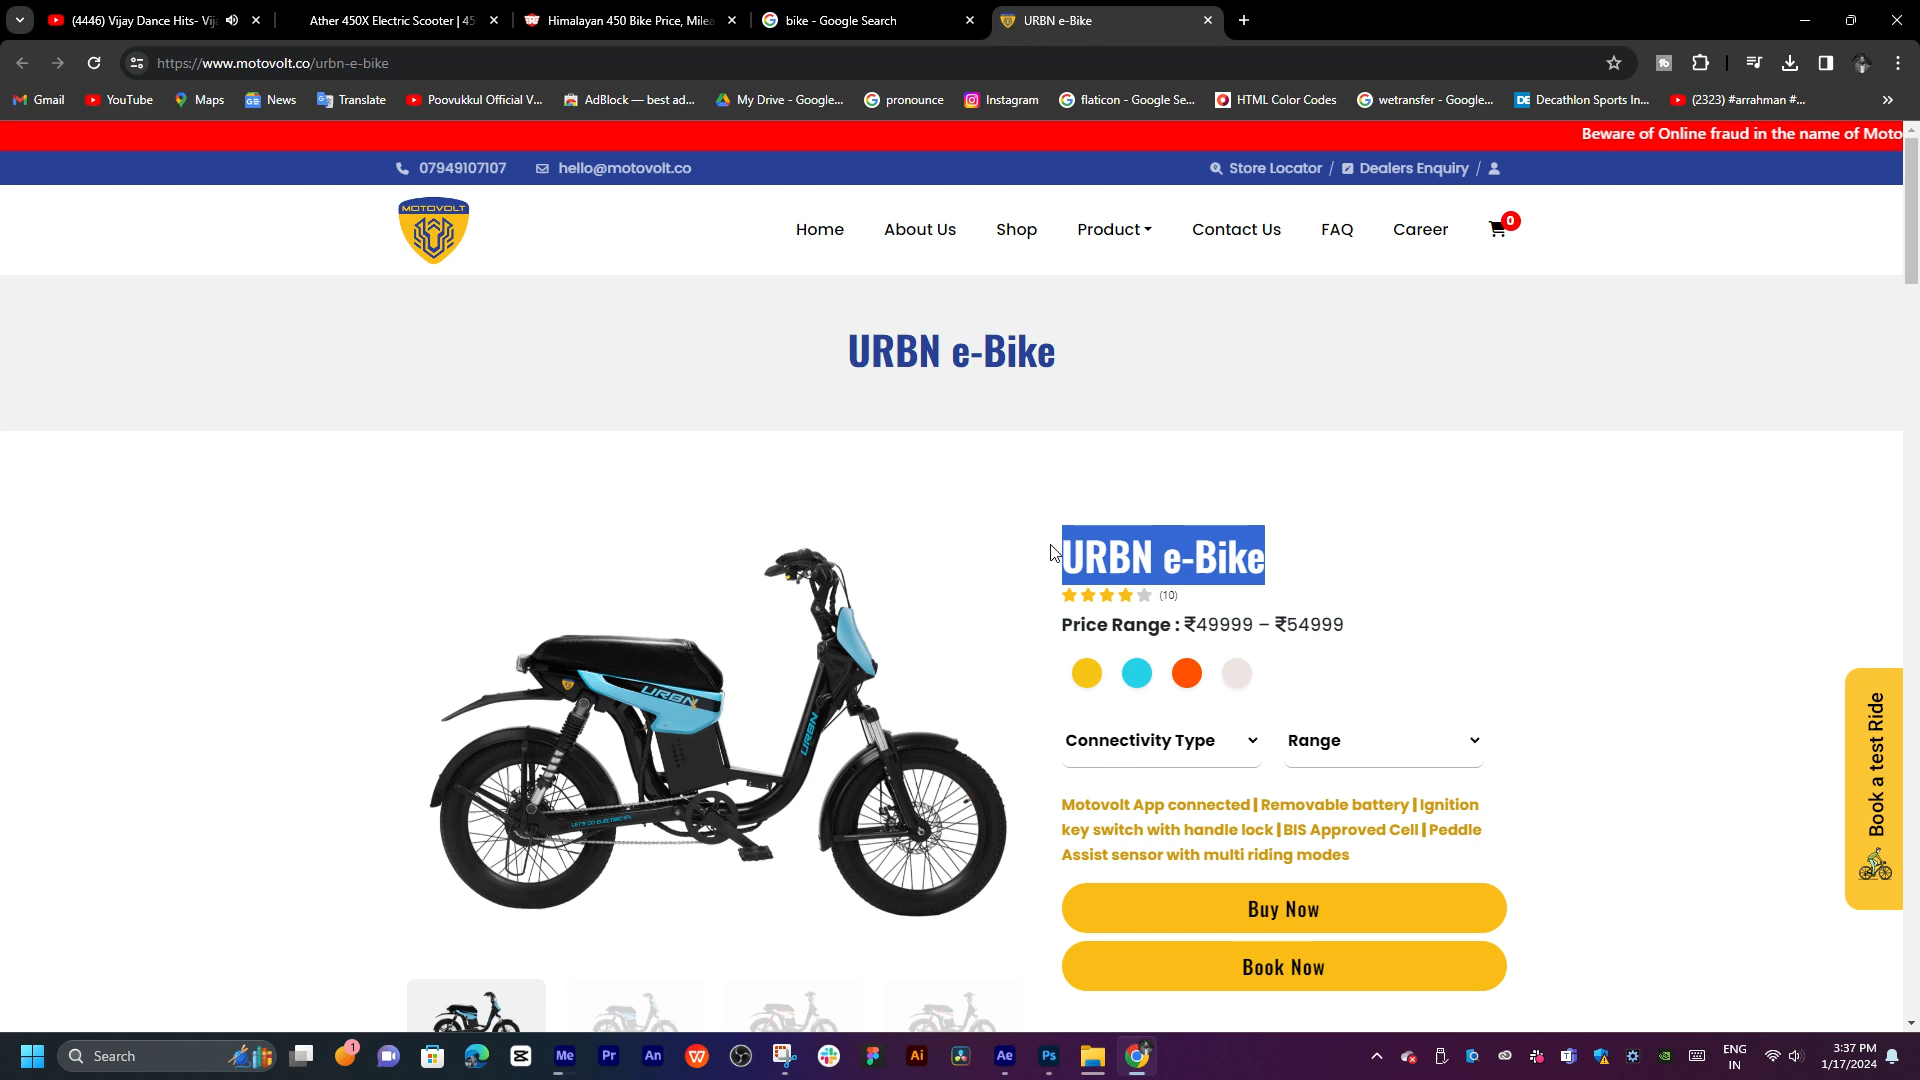 (4446) Vijay Dance Hits- Vij
Ather 450X Electric Scooter | 45
Himalayan 450 Bike Price, Milea
bike - Google Search
URBN e-Bike
https://www.motovolt.co/urbn-e-bike
Gmail
YouTube
Maps
News
Translate
Poovukkul Official V...
AdBlock — best ad...
My Drive - Google...
pronounce
Instagram
flaticon - Google Se...
HTML Color Codes
wetransfer - Google...
Decathlon Sports In...
(2323) #arrahman #...
Beware of Online fraud in the name of Moto
07949107107
hello@motovolt.co
Store Locator /
Dealers Enquiry /
MOTOVOLT
Home
About Us
Shop
Product
Contact Us
FAQ
Career
0
URBN e-Bike
URBN e-Bike
(10)
Price Range : ₹49999 – ₹54999
Connectivity Type
Range
Motovolt App connected | Removable battery | Ignition
key switch with handle lock | BIS Approved Cell | Peddle
Assist sensor with multi riding modes
Buy Now
Book Now
Book a test Ride
URBN
URBN
LET'S GO ELECTRIC
Search
1
ENG
IN
3:37 PM
1/17/2024